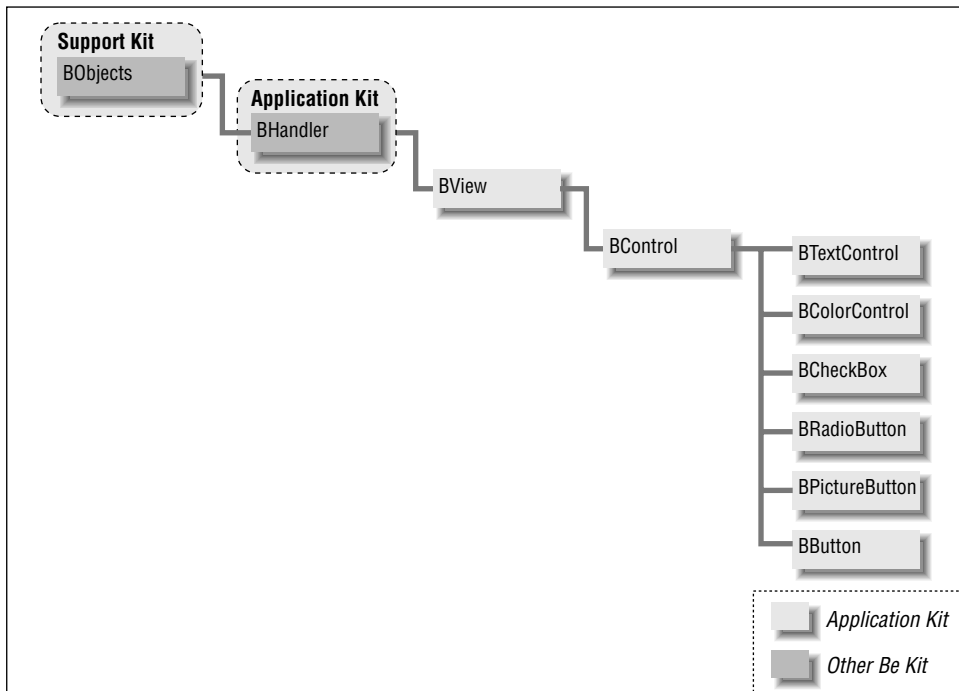 Support Kit
BObjects
Application Kit
BHandler
BView
BControl
BTextControl
BColorControl
BCheckBox
BRadioButton
BPictureButton
BButton
Application Kit
Other Be Kit